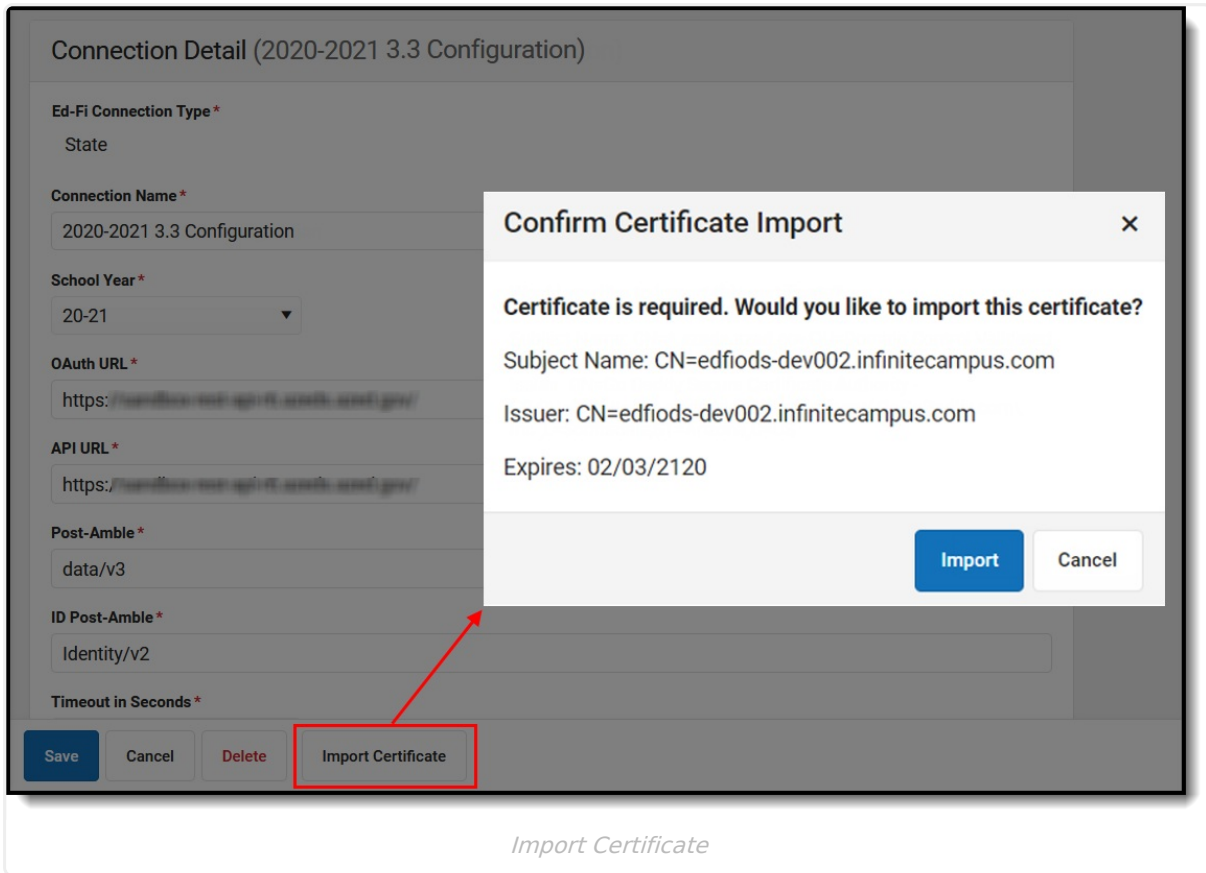 Connection Detail (2020-2021 3.3 Configuration)
Ed-Fi Connection Type *
State
Connection Name *
2020-2021 3.3 Configuration
School Year *
20-21
OAuth URL *
https:/
API URL *
https:/
Post-Amble *
data/v3
ID Post-Amble *
Identity/v2
Timeout in Seconds *
Save Cancel Delete Import Certificate
Confirm Certificate Import ×
Certificate is required. Would you like to import this certificate?
Subject Name: CN=edfiods-dev002.infinitecampus.com
Issuer: CN=edfiods-dev002.infinitecampus.com
Expires: 02/03/2120
Import Cancel
Import Certificate